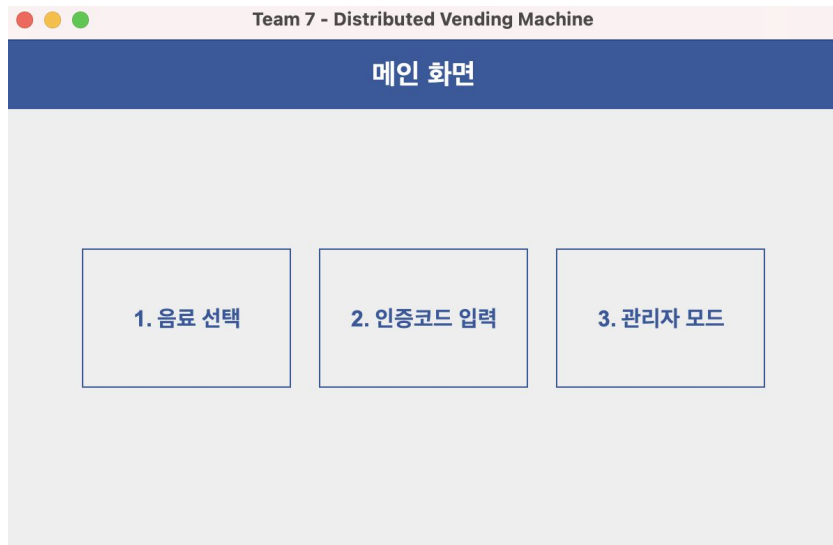 Team 7 - Distributed Vending Machine
메인 화면
1. 음료 선택
2. 인증코드 입력
3. 관리자 모드